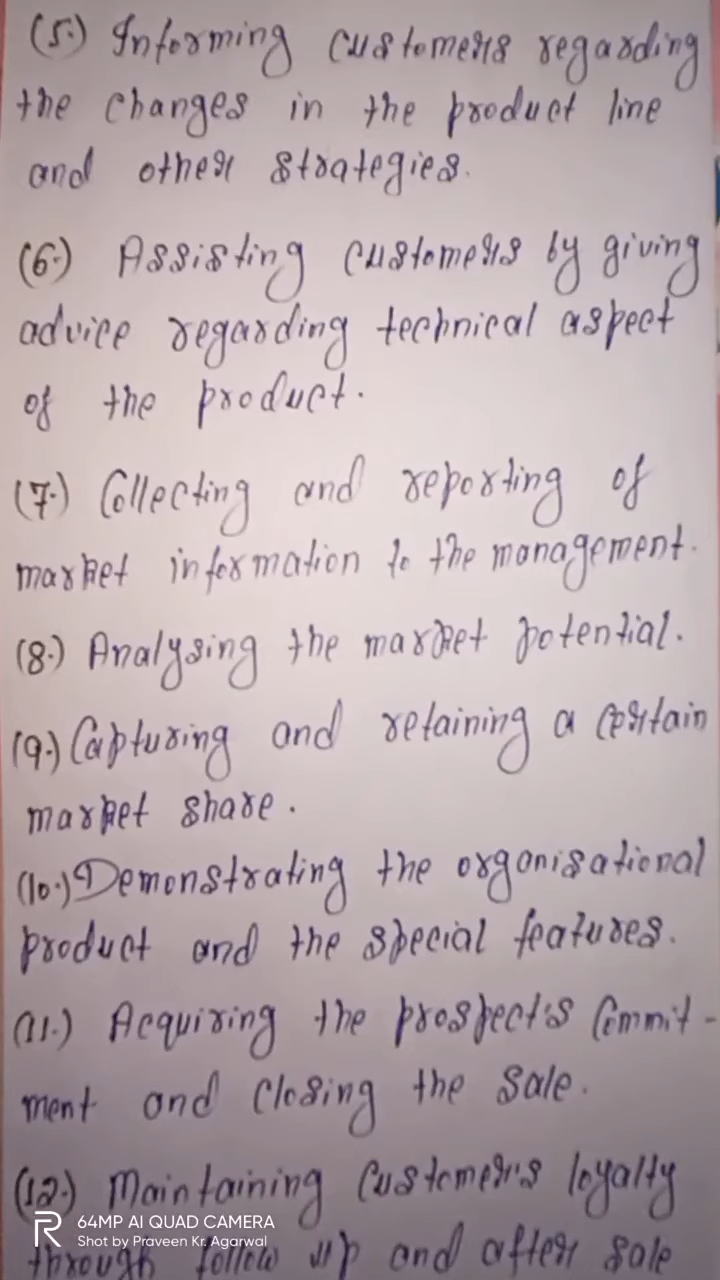 (5.) Informing customers regarding
the changes in the product line
and other strategies.
(6.) Assisting customers by giving
advice regarding technical aspect
of the product.
(7.) Collecting and reporting of
market information to the management.
(8.) Analysing the market potential.
(9.) Capturing and retaining a certain
market share.
(10.) Demonstrating the organisational
product and the special features.
(11.) Acquiring the prospect's Commit-
ment and closing the sale.
(12.) Maintaining customer's loyalty
through follow up and after sale
R
64MP AI QUAD CAMERA
Shot by Praveen Kr. Agarwal